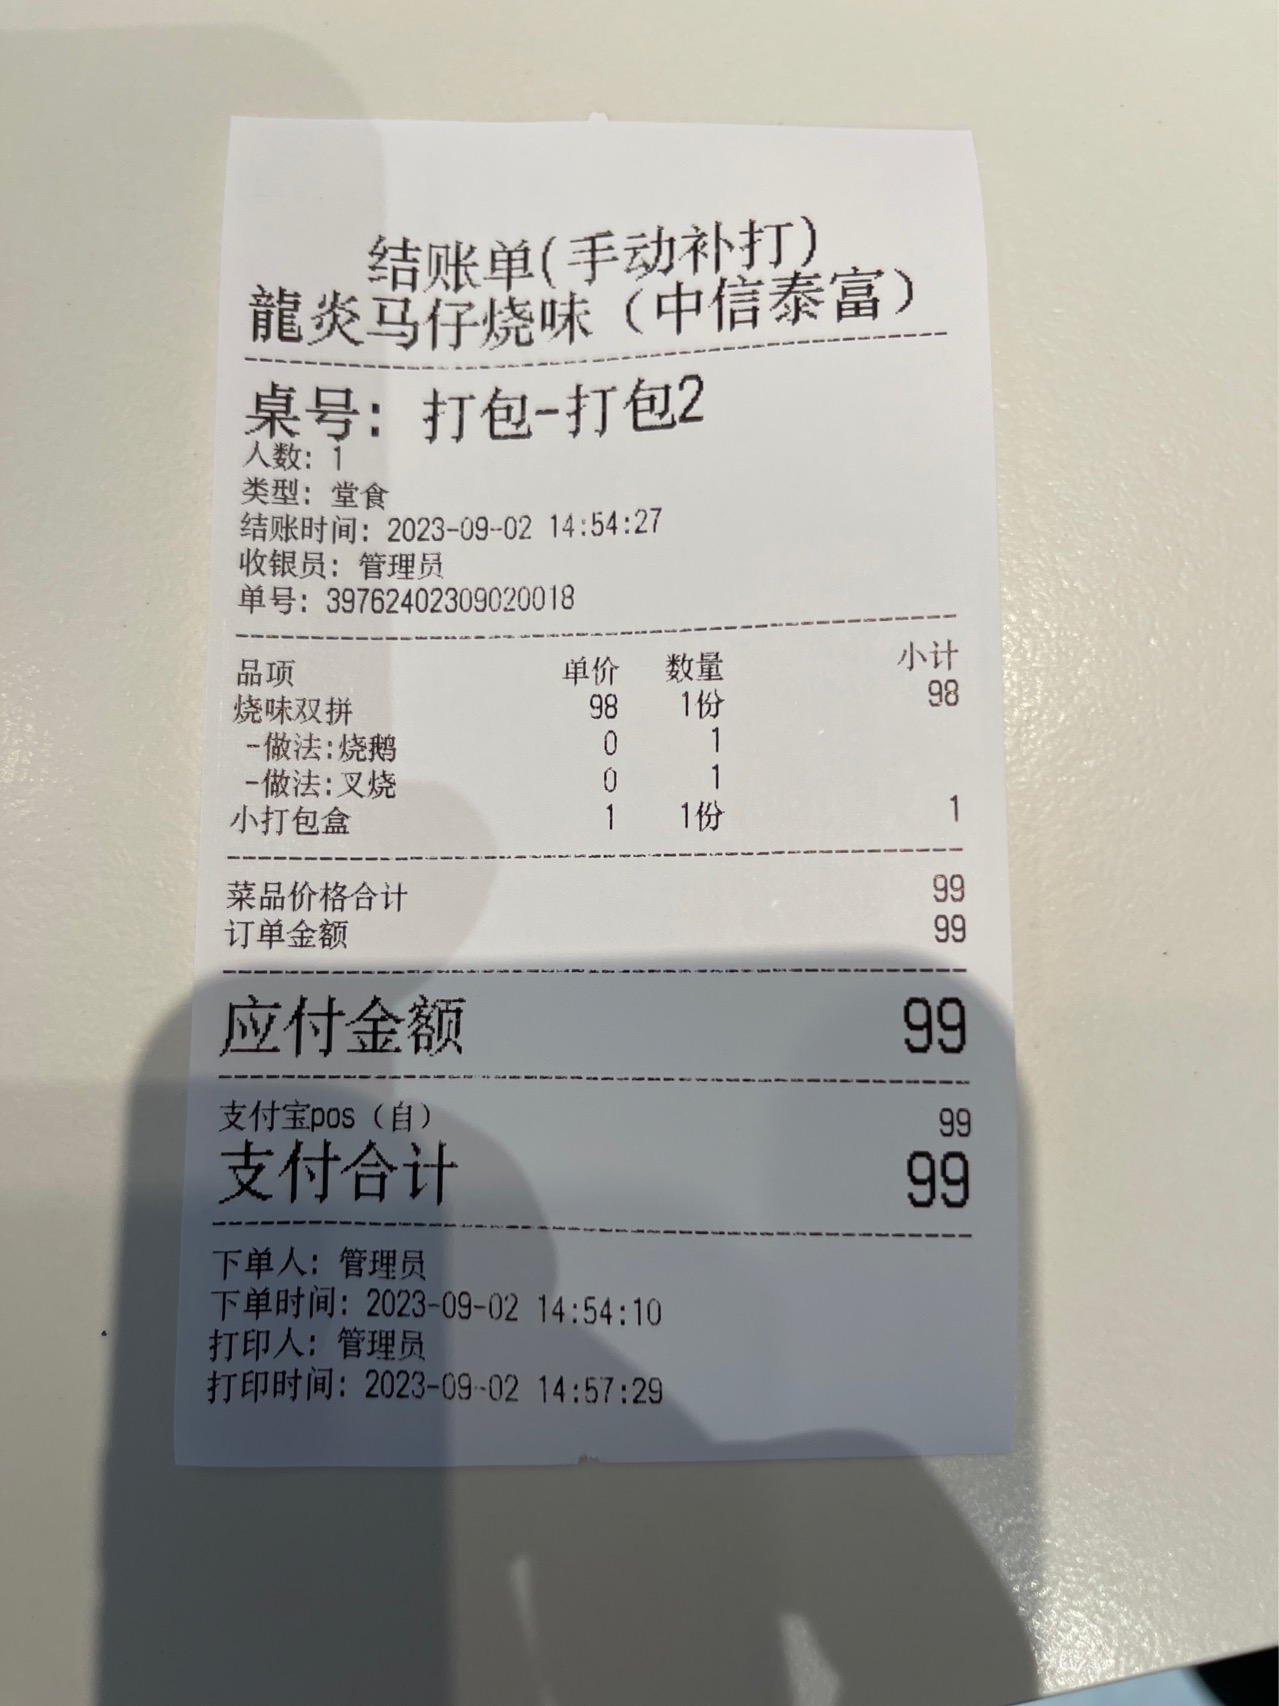 结账单(手动补打)
龍炎马仔烧味（中信泰富）
桌号: 打包-打包2
人数: 1
类型: 堂食
结账时间: 2023-09-02 14:54:27
收银员: 管理员
单号: 39762402309020018
品项 单价 数量 小计
烧味双拼 98 1份 98
-做法:烧鹅 0 1
-做法:叉烧 0 1
小打包盒 1 1份 1
菜品价格合计 99
订单金额 99
应付金额 99
支付宝pos（自） 99
支付合计 99
下单人: 管理员
下单时间: 2023-09-02 14:54:10
打印人: 管理员
打印时间: 2023-09-02 14:57:29